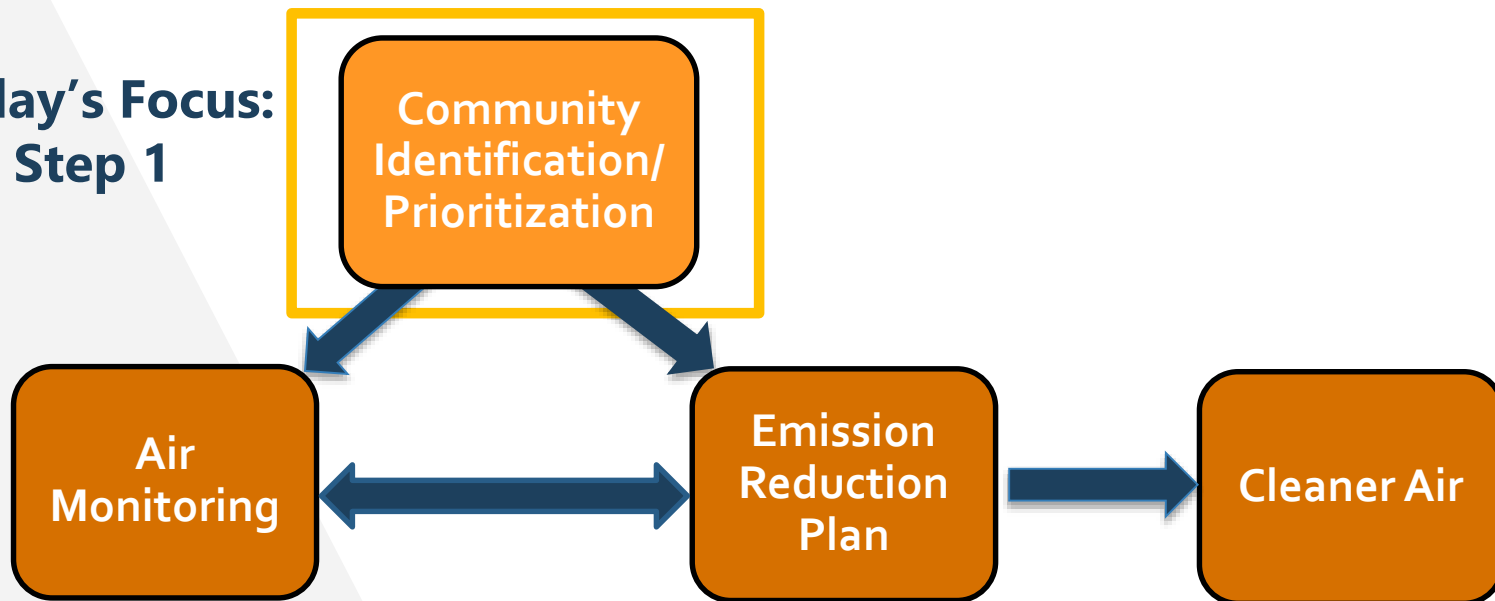 lay's Focus:
Step 1
Community
Identification/
Prioritization
Air
Monitoring
Emission
Reduction
Plan
Cleaner Air